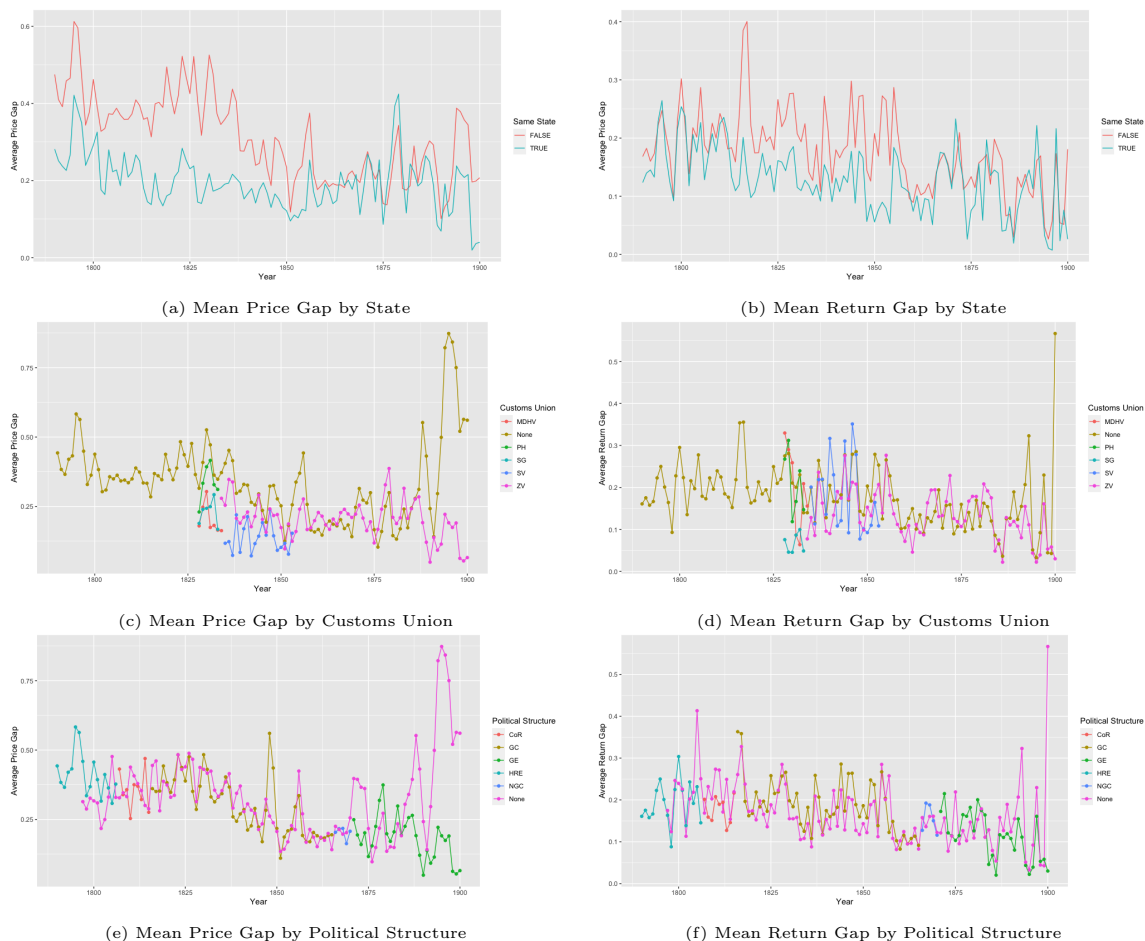 0.6
0.4
0.2
0.0
Average Price Gap
1800
1825
1850
1875
1900
Year
Same State
FALSE
TRUE
(a) Mean Price Gap by State
0.4
0.3
0.2
0.1
0.0
Average Price Gap
1800
1825
1850
1875
1900
Year
Same State
FALSE
TRUE
(b) Mean Return Gap by State
0.75
0.50
0.25
Average Price Gap
1800
1825
1850
1875
1900
Year
Customs Union
MDHV
None
PH
SG
SV
ZV
(c) Mean Price Gap by Customs Union
0.5
0.4
0.3
0.2
0.1
0.0
Average Return Gap
1800
1825
1850
1875
1900
Year
Customs Union
MDHV
None
PH
SG
SV
ZV
(d) Mean Return Gap by Customs Union
0.75
0.50
0.25
Average Price Gap
1800
1825
1850
1875
1900
Year
Political Structure
CoR
GC
GE
HRE
NGC
None
(e) Mean Price Gap by Political Structure
0.5
0.4
0.3
0.2
0.1
0.0
Average Return Gap
1800
1825
1850
1875
1900
Year
Political Structure
CoR
GC
GE
HRE
NGC
None
(f) Mean Return Gap by Political Structure